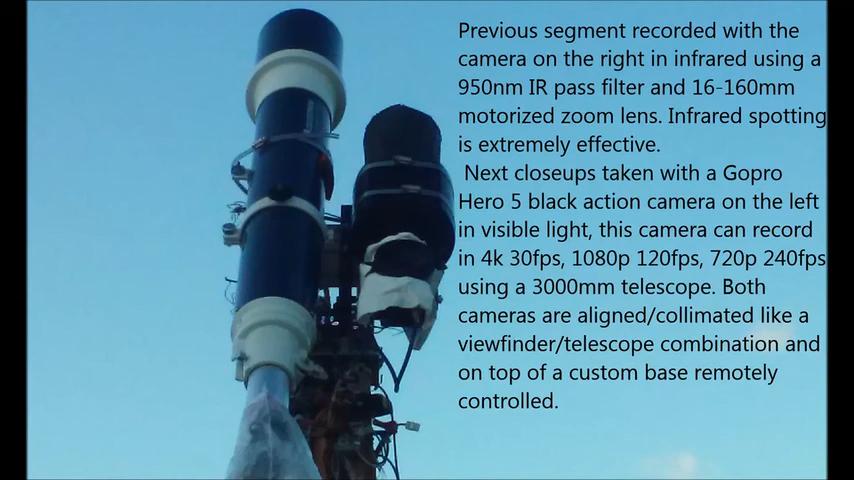 Previous segment recorded with the
camera on the right in infrared using a
950nm IR pass filter and 16-160mm
motorized zoom lens. Infrared spotting
is extremely effective.
Next closeups taken with a Gopro
Hero 5 black action camera on the left
in visible light, this camera can record
in 4k 30fps, 1080p 120fps, 720p 240fps
using a 3000mm telescope. Both
cameras are aligned/collimated like a
viewfinder/telescope combination and
on top of a custom base remotely
controlled.